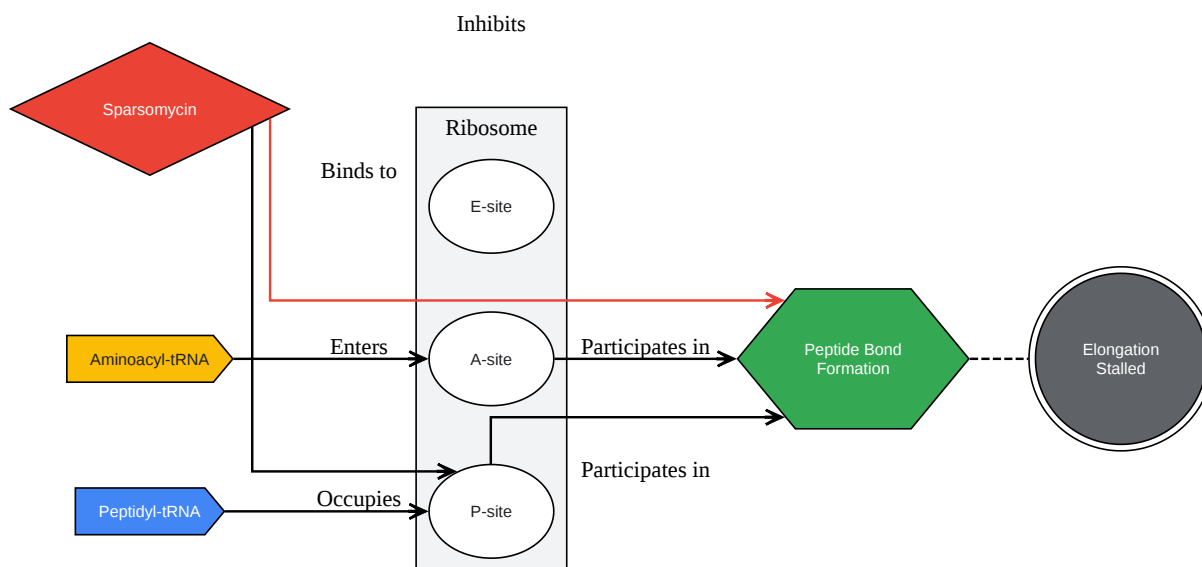 Inhibits
Sparsomycin
Ribosome
Binds to
E-site
Aminoacyl-tRNA
Enters
A-site
Participates in
Peptide Bond
Formation
Elongation
Stalled
Participates in
Peptidyl-tRNA
Occupies
P-site